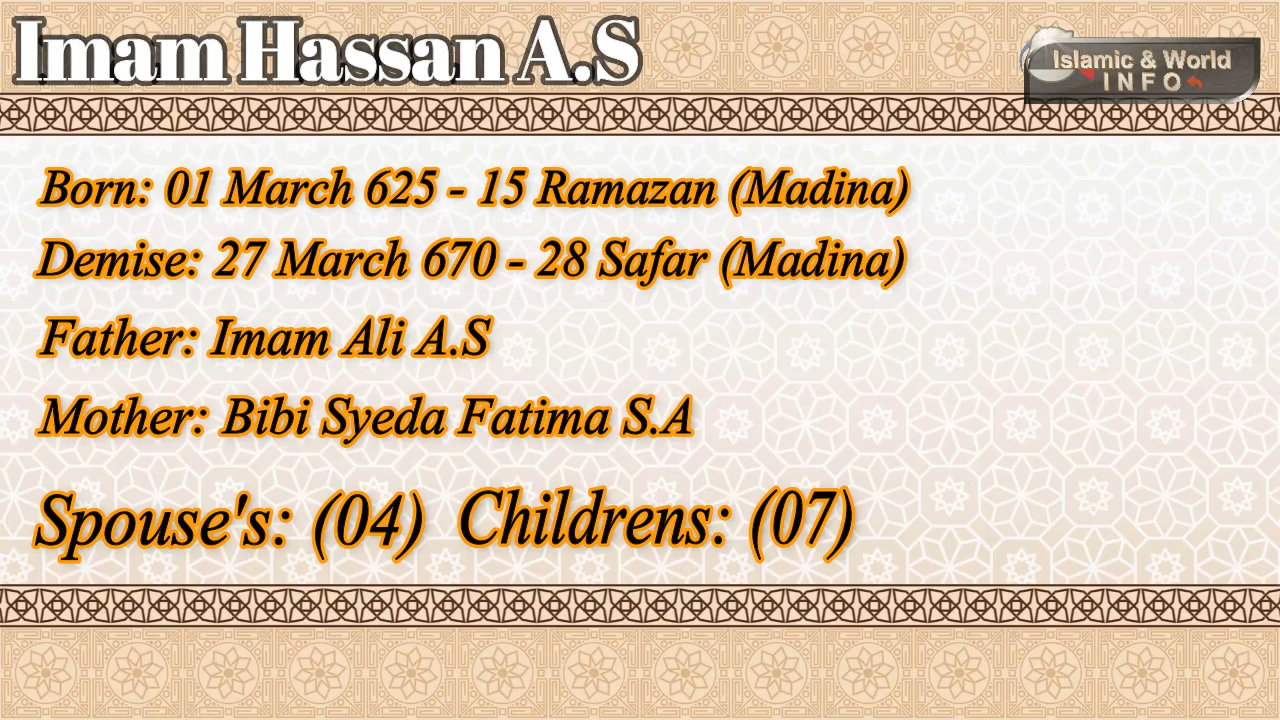 Imam Hassan A.S
Islamic & World
INFO
Born: 01 March 625 - 15 Ramazan (Madina)
Demise: 27 March 670 - 28 Safar (Madina)
Father: Imam Ali A.S
Mother: Bibi Syeda Fatima S.A
Spouse's: (04) Childrens: (07)